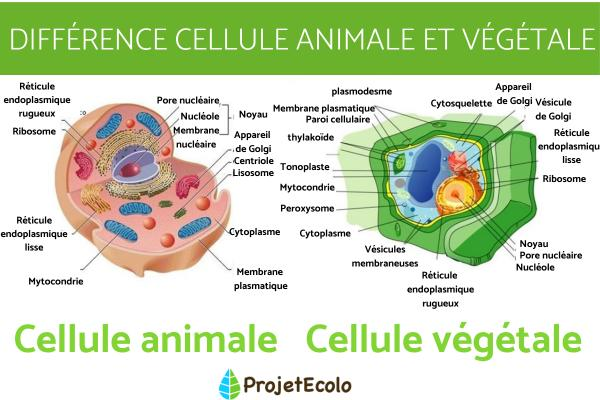 DIFFÉRENCE CELLULE ANIMALE ET VÉGÉTALE
Réticule
endoplasmique
rugueux
Ribosome
Réticule
endoplasmique
lisse
Mytocondrie
Pore nucléaire
Nucléole
Membrane
nucléaire
Noyau
Appareil
de Golgi
Centriole
Lisosome
Cytoplasme
Membrane
plasmatique
plasmodesme
Membrane plasmatique
Paroi cellulaire
thylakoïde
Tonoplaste
Mytocondrie
Peroxysome
Cytoplasme
Vésicules
membraneuses
Réticule
endoplasmique
rugueux
Cytosquelette
Appareil
de Golgi
Vésicule
de Golgi
Réticule
endoplasmique
lisse
Ribosome
Noyau
Pore nucléaire
Nucléole
Cellule animale
Cellule végétale
ProjetEcolo